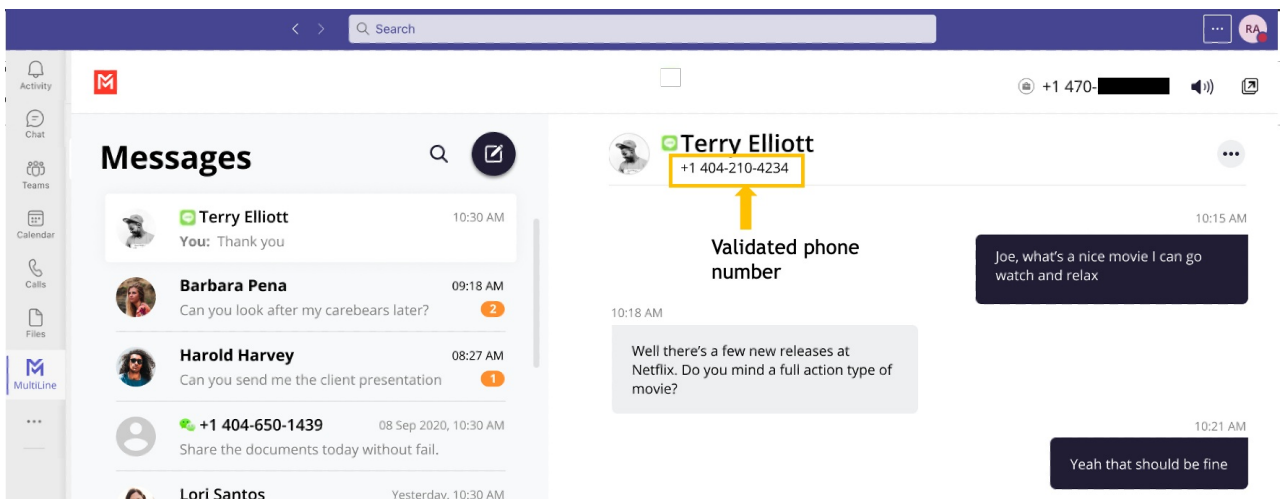 Search
...
RA
Activity
Chat
Teams
Calendar
Calls
Files
MultiLine
...
+1 470-
Messages
Terry Elliott
10:30 AM
You: Thank you
Barbara Pena
09:18 AM
Can you look after my carebears later?
2
Harold Harvey
08:27 AM
Can you send me the client presentation
1
+1 404-650-1439
08 Sep 2020, 10:30 AM
Share the documents today without fail.
Lori Santos
Yesterday, 10:30 AM
Terry Elliott
+1 404-210-4234
Validated phone
number
10:15 AM
Joe, what's a nice movie I can go
watch and relax
10:18 AM
Well there's a few new releases at
Netflix. Do you mind a full action type of
movie?
10:21 AM
Yeah that should be fine